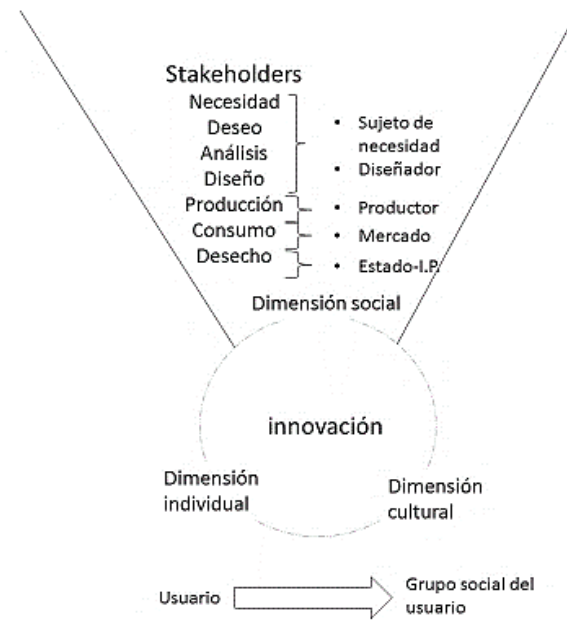 Stakeholders
Necesidad
Deseo
Análisis
Diseño
Producción
Consumo
Desecho
• Sujeto de
necesidad
• Diseñador
• Productor
• Mercado
• Estado-I.P.
Dimensión social
innovación
Dimensión
individual
Dimensión
cultural
Usuario
Grupo social del
usuario